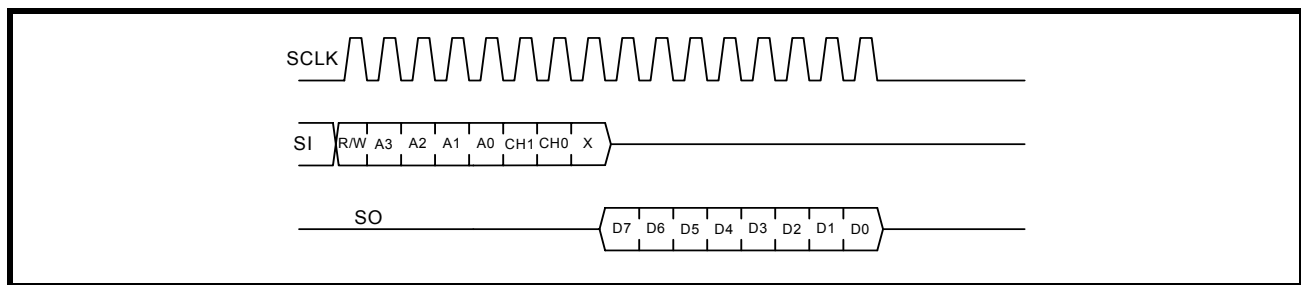 SCLK
SI R/W A3 A2 A1 A0 CH1 CH0 X
SO D7 D6 D5 D4 D3 D2 D1 D0